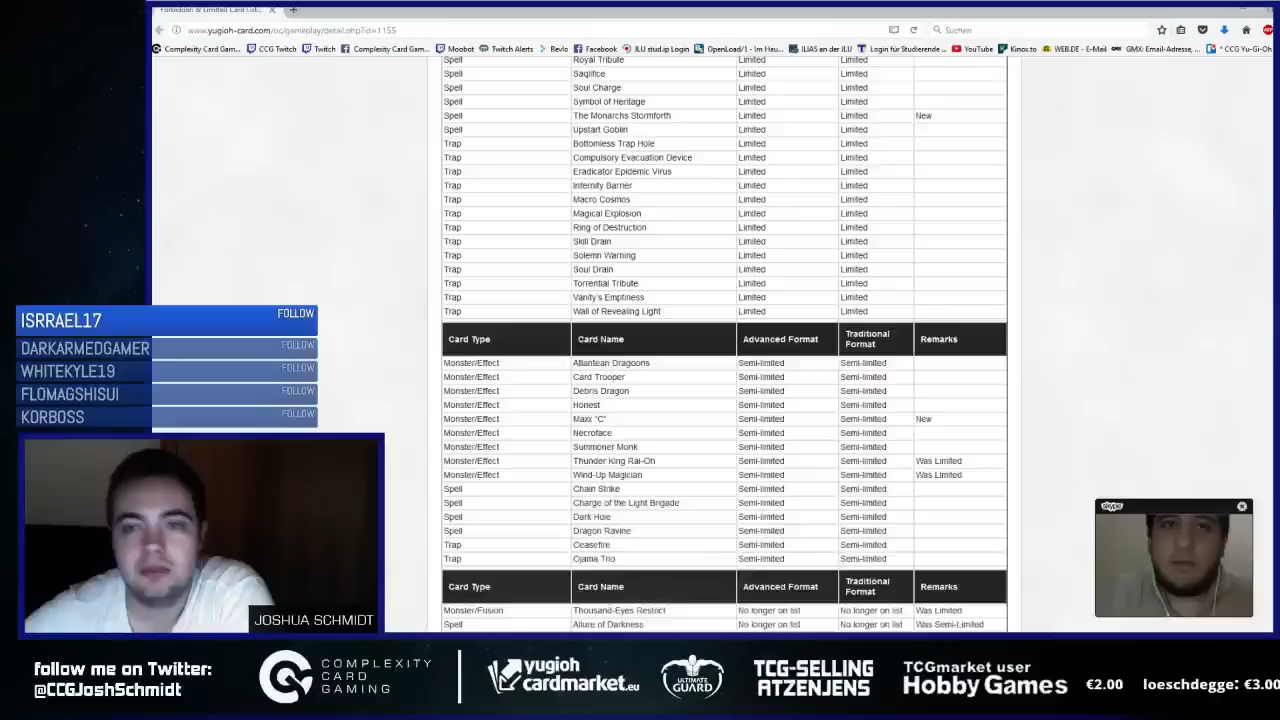 Forbidden & Limited Card List...
www.yugioh-card.com/oc/gameplay/detail.php?id=1155
Suchen
Complexity Card Gam... CCG Twitch Twitch Complexity Card Gam... Moobot Twitch Alerts Revlo Facebook JLU stud.ip Login OpenLoad/1 - Im Hau... ILIAS an der JLU Login für Studierende ... YouTube Kinox.to WEB.DE - E-Mail GMX: Email-Adresse, ... * CCG Yu-Gi-Oh
Spell Royal Tribute Limited Limited
Spell Saqlifice Limited Limited
Spell Soul Charge Limited Limited
Spell Symbol of Heritage Limited Limited
Spell The Monarchs Stormforth Limited Limited New
Spell Upstart Goblin Limited Limited
Trap Bottomless Trap Hole Limited Limited
Trap Compulsory Evacuation Device Limited Limited
Trap Eradicator Epidemic Virus Limited Limited
Trap Infernity Barrier Limited Limited
Trap Macro Cosmos Limited Limited
Trap Magical Explosion Limited Limited
Trap Ring of Destruction Limited Limited
Trap Skill Drain Limited Limited
Trap Solemn Warning Limited Limited
Trap Soul Drain Limited Limited
Trap Torrential Tribute Limited Limited
Trap Vanity's Emptiness Limited Limited
Trap Wall of Revealing Light Limited Limited
Card Type Card Name Advanced Format Traditional Format Remarks
Monster/Effect Atlantean Dragoons Semi-limited Semi-limited
Monster/Effect Card Trooper Semi-limited Semi-limited
Monster/Effect Debris Dragon Semi-limited Semi-limited
Monster/Effect Honest Semi-limited Semi-limited
Monster/Effect Maxx "C" Semi-limited Semi-limited New
Monster/Effect Necroface Semi-limited Semi-limited
Monster/Effect Summoner Monk Semi-limited Semi-limited
Monster/Effect Thunder King Rai-Oh Semi-limited Semi-limited Was Limited
Monster/Effect Wind-Up Magician Semi-limited Semi-limited Was Limited
Spell Chain Strike Semi-limited Semi-limited
Spell Charge of the Light Brigade Semi-limited Semi-limited
Spell Dark Hole Semi-limited Semi-limited
Spell Dragon Ravine Semi-limited Semi-limited
Trap Ceasefire Semi-limited Semi-limited
Trap Ojama Trio Semi-limited Semi-limited
Card Type Card Name Advanced Format Traditional Format Remarks
Monster/Fusion Thousand-Eyes Restrict No longer on list No longer on list Was Limited
Spell Allure of Darkness No longer on list No longer on list Was Semi-Limited
ISRRAEL17 FOLLOW
DARKARMEDGAMER FOLLOW
WHITEKYLE19 FOLLOW
FLOMAGSHISUI FOLLOW
KORBOSS FOLLOW
JOSHUA SCHMIDT
skype
follow me on Twitter:
@CCGJoshSchmidt
COMPLEXITY
CARD
GAMING
yugioh
cardmarket.eu
ULTIMATE
GUARD
TCG-SELLING
ATZENJENS
TCGmarket user
Hobby Games
€2.00 loeschdegge: €3.00